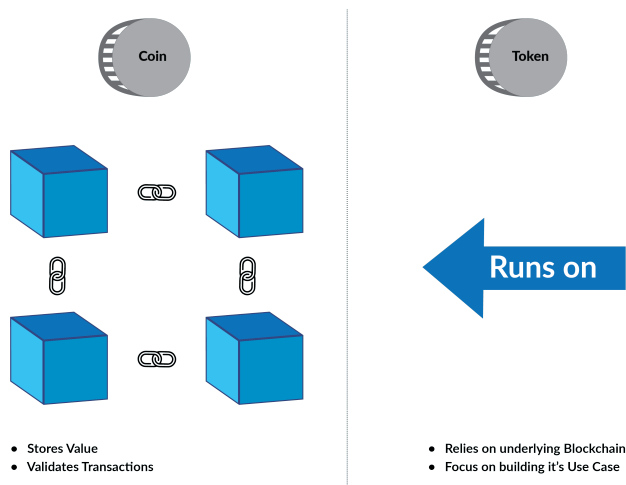 Coin
Token
Runs on
• Stores Value
• Validates Transactions
• Relies on underlying Blockchain
• Focus on building it's Use Case